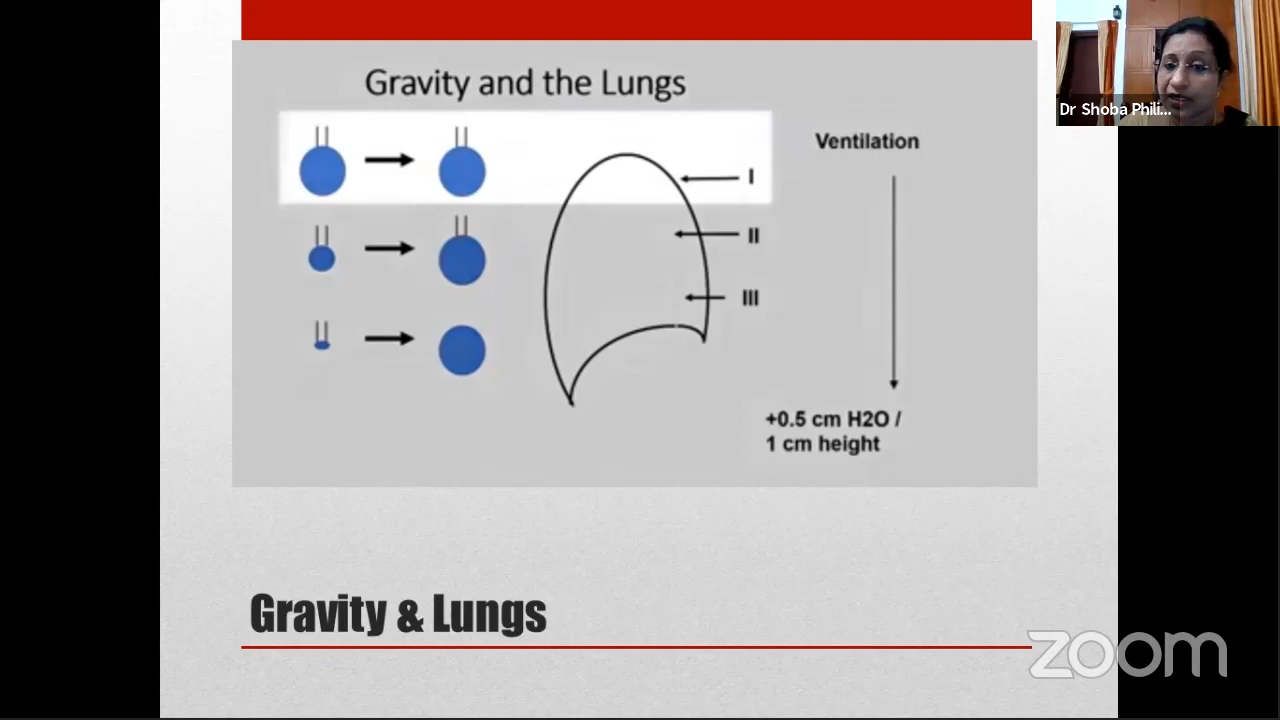 Gravity and the Lungs
Dr Shoba Phili...
Ventilation
I
II
III
+0.5 cm H2O /
1 cm height
Gravity & Lungs
zoom